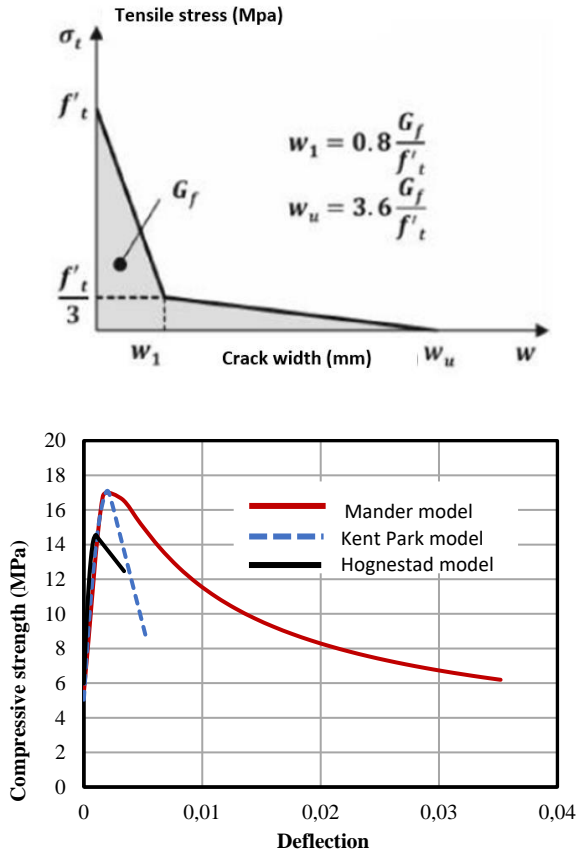 Tensile stress (Mpa)
σt
f't
w1 = 0.8 Gf/f't
Gf
wu = 3.6 Gf/f't
f't/3
w1
Crack width (mm)
wu
w
20
18
16
14
12
10
8
6
4
2
0
Compressive strength (MPa)
Mander model
Kent Park model
Hognestad model
0
0,01
0,02
0,03
0,04
Deflection